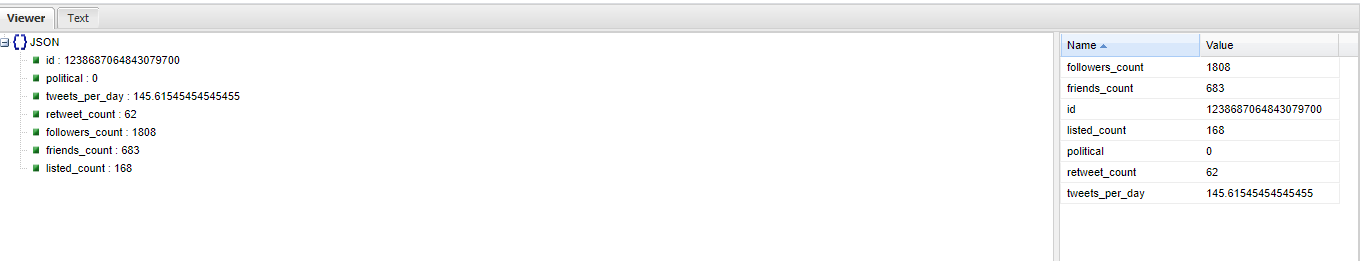 Viewer Text
JSON
id : 1238687064843079700
political : 0
tweets_per_day : 145.61545454545455
retweet_count : 62
followers_count : 1808
friends_count : 683
listed_count : 168
Name Value
followers_count 1808
friends_count 683
id 1238687064843079700
listed_count 168
political 0
retweet_count 62
tweets_per_day 145.61545454545455